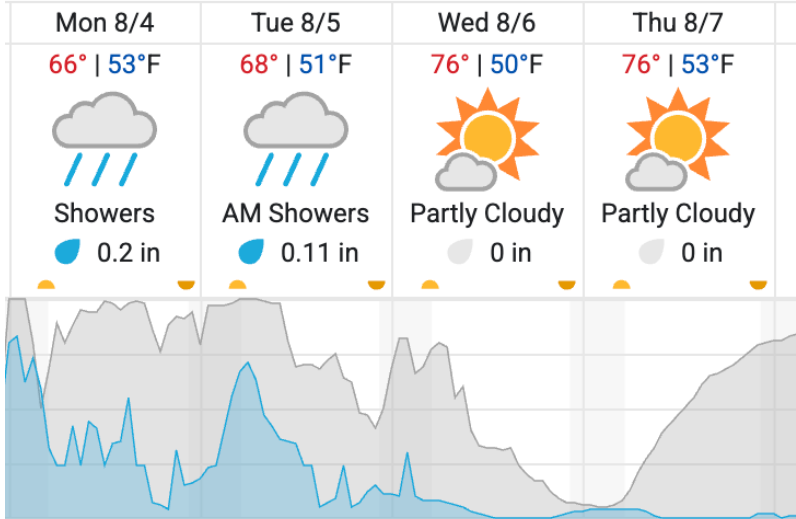 Mon 8/4 Tue 8/5 Wed 8/6 Thu 8/7
66° | 53°F 68° | 51°F 76° | 50°F 76° | 53°F
Showers AM Showers Partly Cloudy Partly Cloudy
0.2 in 0.11 in 0 in 0 in